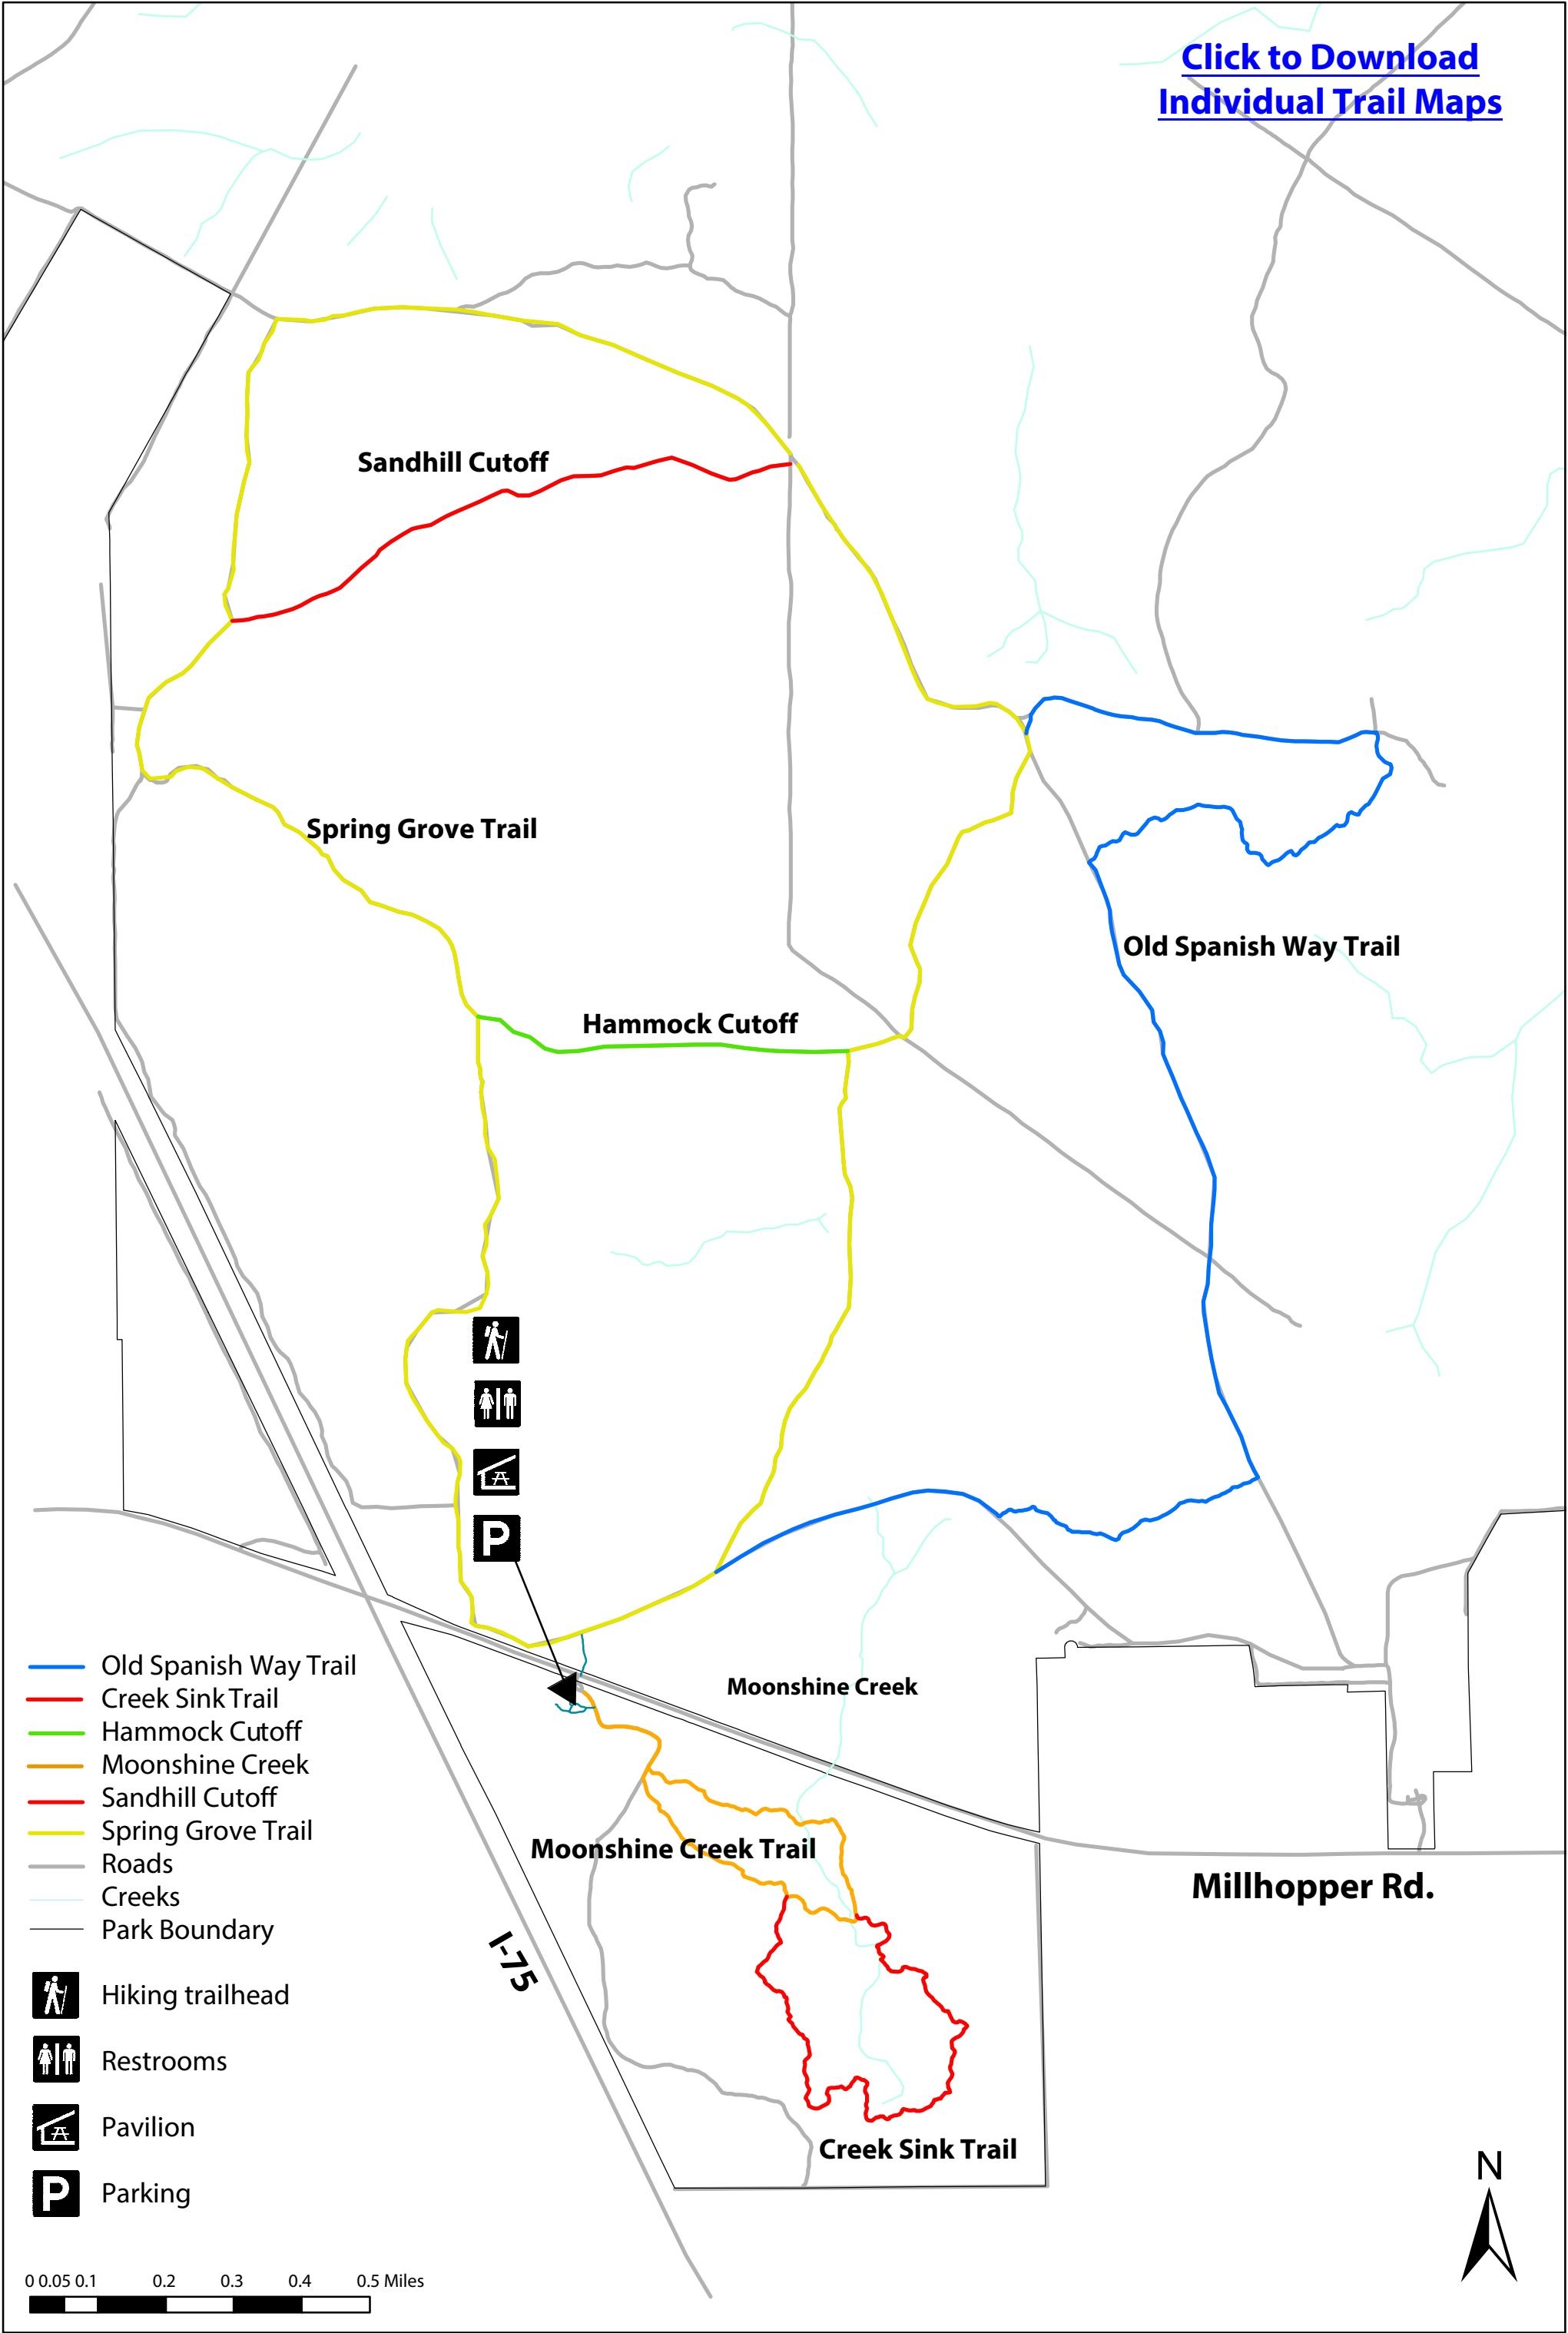 Click to Download
Individual Trail Maps
Sandhill Cutoff
Spring Grove Trail
Old Spanish Way Trail
Hammock Cutoff
P
Old Spanish Way Trail
Creek Sink Trail
Hammock Cutoff
Moonshine Creek
Sandhill Cutoff
Spring Grove Trail
Roads
Creeks
Park Boundary
Hiking trailhead
Restrooms
Pavilion
P Parking
0 0.05 0.1 0.2 0.3 0.4 0.5 Miles
Moonshine Creek
Moonshine Creek Trail
Millhopper Rd.
I-75
Creek Sink Trail
N